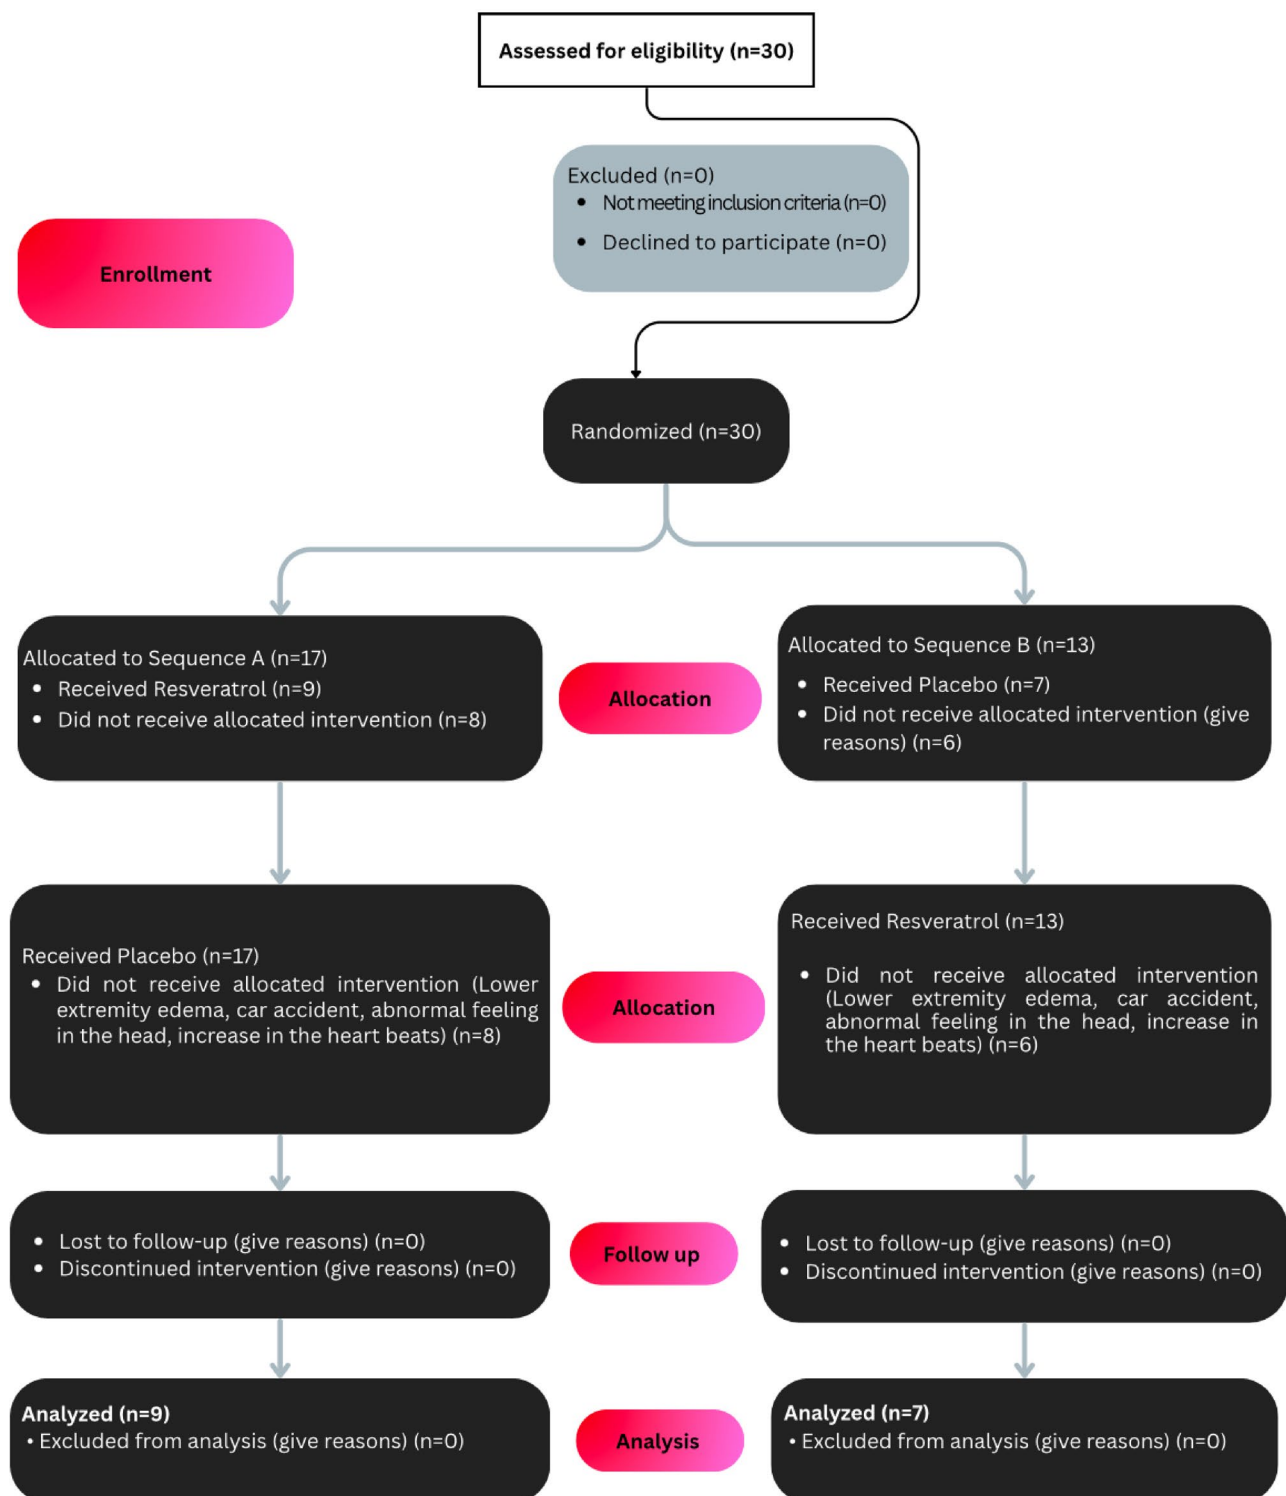 Assessed for eligibility (n=30)
Excluded (n=0)
• Not meeting inclusion criteria (n=0)
• Declined to participate (n=0)
Enrollment
Randomized (n=30)
Allocated to Sequence A (n=17)
• Received Resveratrol (n=9)
• Did not receive allocated intervention (n=8)
Allocation
Allocated to Sequence B (n=13)
• Received Placebo (n=7)
• Did not receive allocated intervention (give
reasons) (n=6)
Received Placebo (n=17)
• Did not receive allocated intervention (Lower
extremity edema, car accident, abnormal feeling
in the head, increase in the heart beats) (n=8)
Allocation
Received Resveratrol (n=13)
• Did not receive allocated intervention
(Lower extremity edema, car accident,
abnormal feeling in the head, increase in
the heart beats) (n=6)
• Lost to follow-up (give reasons) (n=0)
• Discontinued intervention (give reasons) (n=0)
Follow up
• Lost to follow-up (give reasons) (n=0)
• Discontinued intervention (give reasons) (n=0)
Analyzed (n=9)
• Excluded from analysis (give reasons) (n=0)
Analysis
Analyzed (n=7)
• Excluded from analysis (give reasons) (n=0)